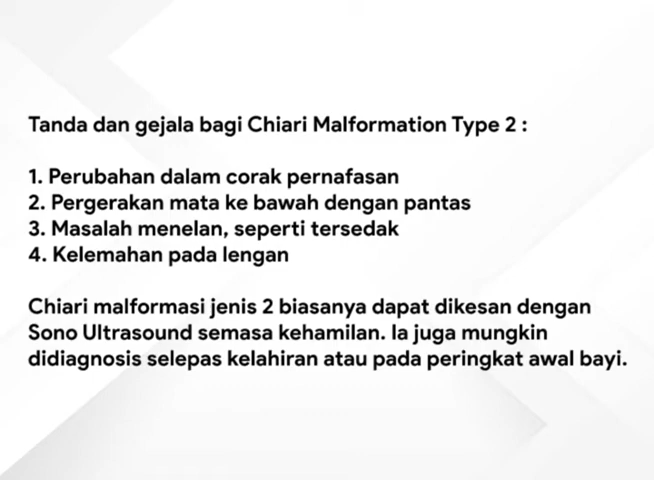 Tanda dan gejala bagi Chiari Malformation Type 2 :
1. Perubahan dalam corak pernafasan
2. Pergerakan mata ke bawah dengan pantas
3. Masalah menelan, seperti tersedak
4. Kelemahan pada lengan
Chiari malformasi jenis 2 biasanya dapat dikesan dengan
Sono Ultrasound semasa kehamilan. Ia juga mungkin
didiagnosis selepas kelahiran atau pada peringkat awal bayi.